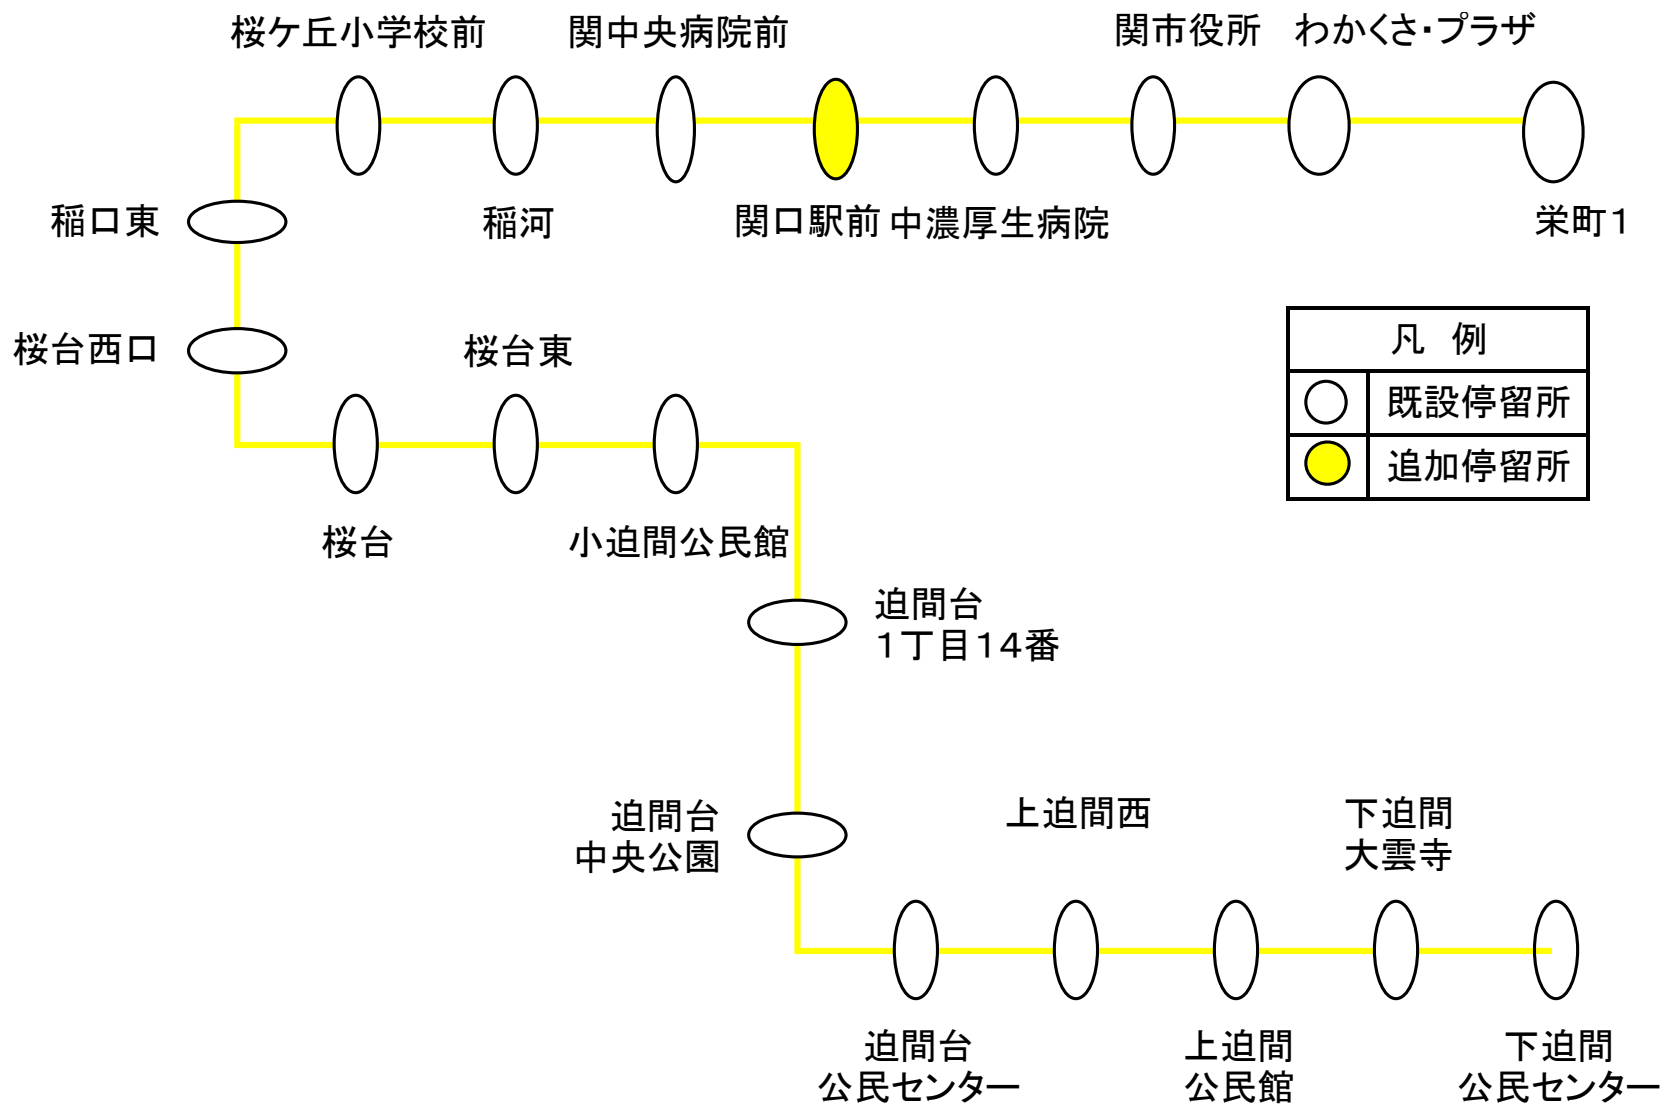 桜ケ丘小学校前
関中央病院前
関市役所
わかくさ・プラザ
稲口東
稲河
関口駅前
中濃厚生病院
栄町１
桜台西口
桜台東
凡 例
既設停留所
追加停留所
桜台
小迫間公民館
迫間台
１丁目１４番
迫間台
中央公園
上迫間西
下迫間
大雲寺
迫間台
公民センター
上迫間
公民館
下迫間
公民センター